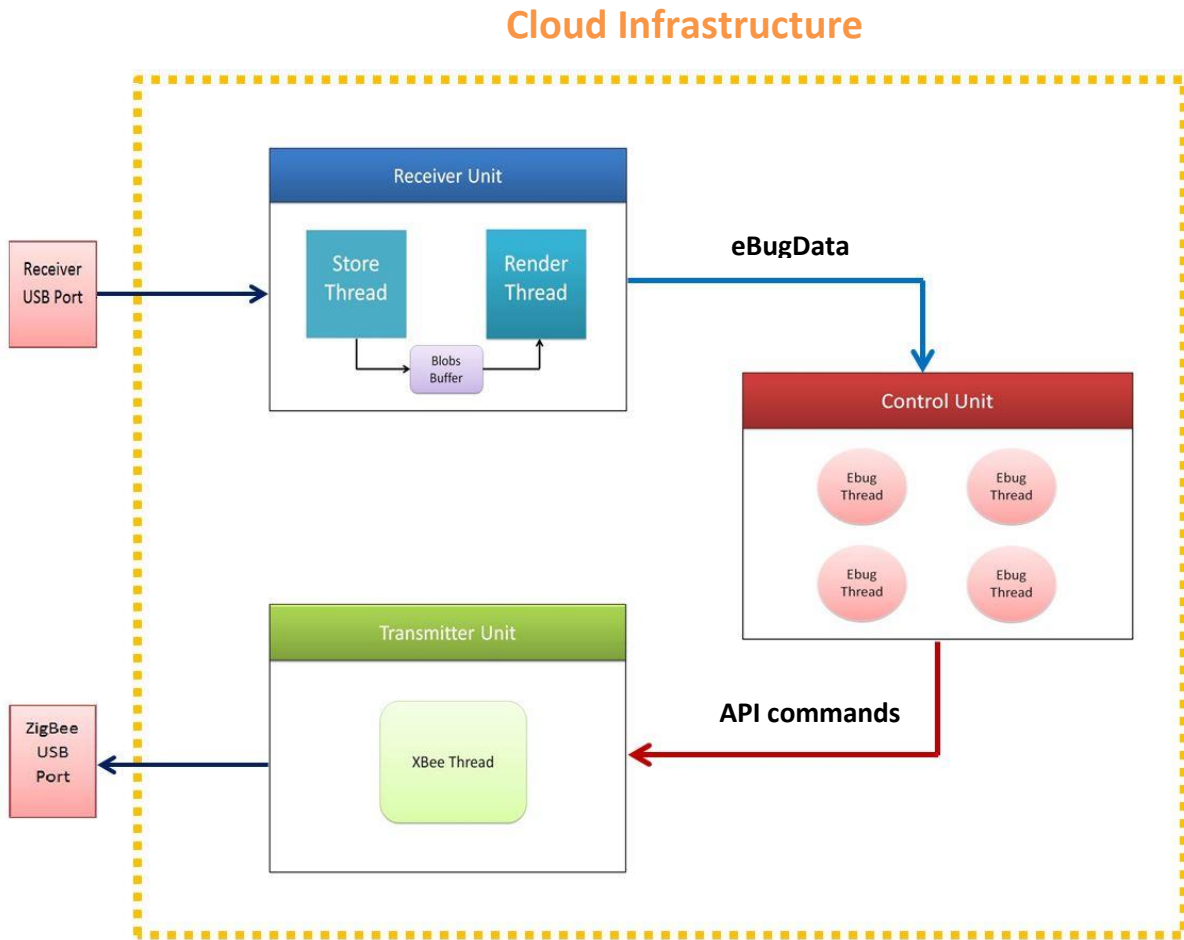 Cloud Infrastructure
Receiver Unit
Receiver
USB Port
Store
Thread
Render
Thread
Blobs
Buffer
eBugData
Control Unit
Ebug
Thread
Ebug
Thread
Ebug
Thread
Ebug
Thread
Transmitter Unit
XBee Thread
API commands
ZigBee
USB
Port